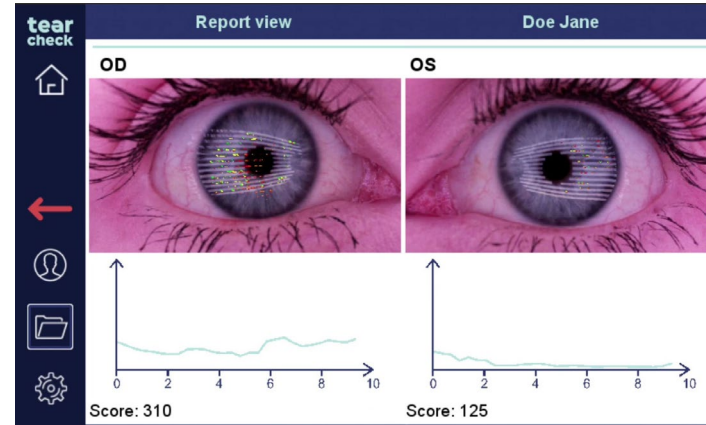 tear
check
Report view
Doe Jane
OD
OS
0 2 4 6 8 10
0 2 4 6 8 10
Score: 310
Score: 125